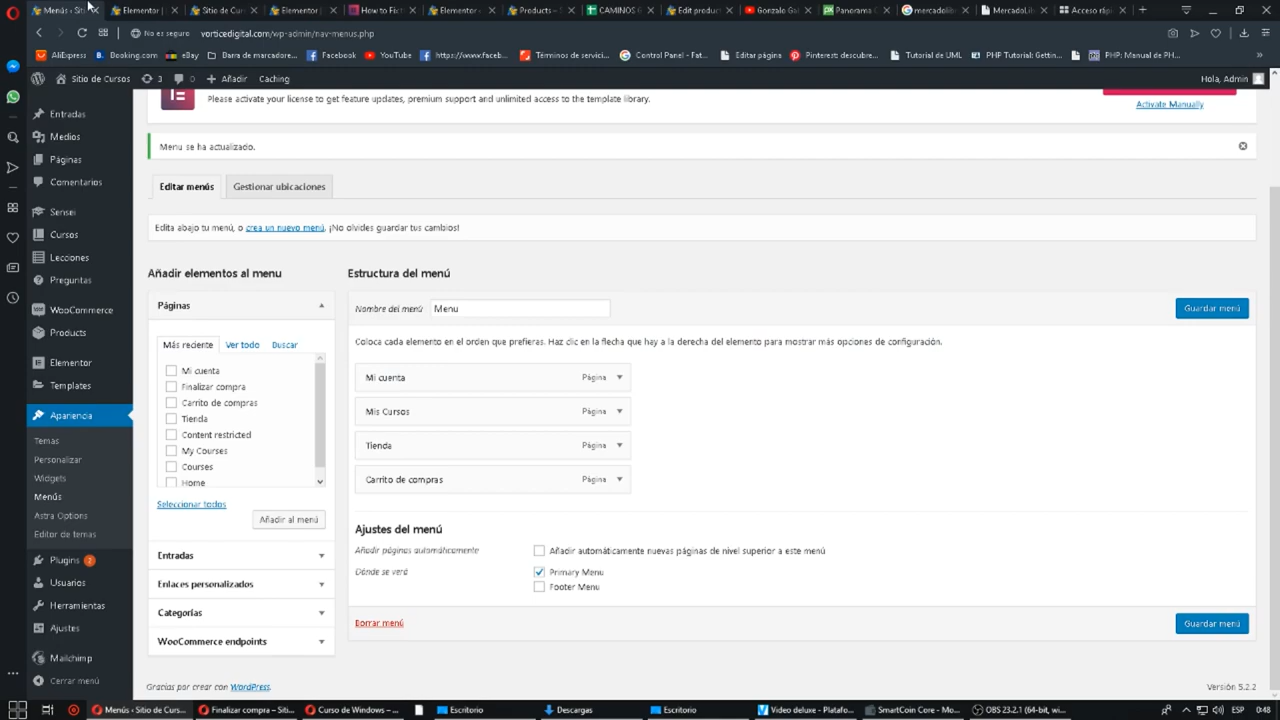 Menús ‹ Siti
Elementor |
Sitio de Cur
Elementor |
How to Fix:
Elementor ‹
Products –
CAMINOS
Edit product
Gonzalo Go
Panorama
mercadolib
MercadoLib
Acceso rápi
No es seguro vorticedigital.com/wp-admin/nav-menus.php
AliExpress
Booking.com
eBay
Barra de marcadore...
Facebook
YouTube
https://www.faceb...
Términos de servici...
Control Panel - Fat...
Editar página
Pinterest: descubre...
Tutorial de UML
PHP Tutorial: Gettin...
PHP: Manual de PH...
Sitio de Cursos 3 0 Añadir Caching Hola, Admin
Please activate your license to get feature updates, premium support and unlimited access to the template library.
Activate Manually
Entradas
Medios
Páginas
Comentarios
Sensei
Cursos
Lecciones
Preguntas
WooCommerce
Products
Elementor
Templates
Apariencia
Temas
Personalizar
Widgets
Menús
Astra Options
Editor de temas
Plugins 2
Usuarios
Herramientas
Ajustes
Mailchimp
Cerrar menú
Menu se ha actualizado.
Editar menús Gestionar ubicaciones
Edita abajo tu menú, o crea un nuevo menú. ¡No olvides guardar tus cambios!
Añadir elementos al menu
Páginas
Más reciente Ver todo Buscar
Mi cuenta
Finalizar compra
Carrito de compras
Tienda
Content restricted
My Courses
Courses
Home
Seleccionar todos
Añadir al menú
Entradas
Enlaces personalizados
Categorías
WooCommerce endpoints
Estructura del menú
Nombre del menú Menu Guardar menú
Coloca cada elemento en el orden que prefieras. Haz clic en la flecha que hay a la derecha del elemento para mostrar más opciones de configuración.
Mi cuenta Página
Mis Cursos Página
Tienda Página
Carrito de compras Página
Ajustes del menú
Añadir páginas automáticamente Añadir automáticamente nuevas páginas de nivel superior a este menú
Dónde se verá Primary Menu
Footer Menu
Borrar menú Guardar menú
Gracias por crear con WordPress. Versión 5.2.2
Menús ‹ Sitio de C...
Finalizar compra – Siti...
Curso de Windows –...
Escritorio
Descargas
Escritorio
Video deluxe - Platafo...
SmartCoin Core - Mo...
OBS 23.2.1 (64-bit, wi...
ESP 0:48